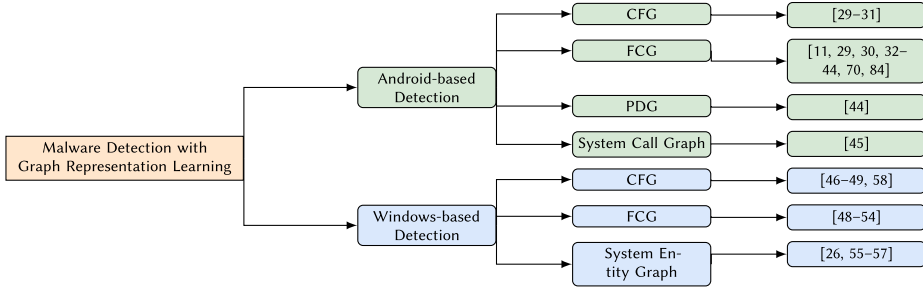 Malware Detection with
Graph Representation Learning
Android-based
Detection
CFG
[29–31]
FCG
[11, 29, 30, 32–
44, 70, 84]
PDG
[44]
System Call Graph
[45]
Windows-based
Detection
CFG
[46–49, 58]
FCG
[48–54]
System En-
tity Graph
[26, 55–57]